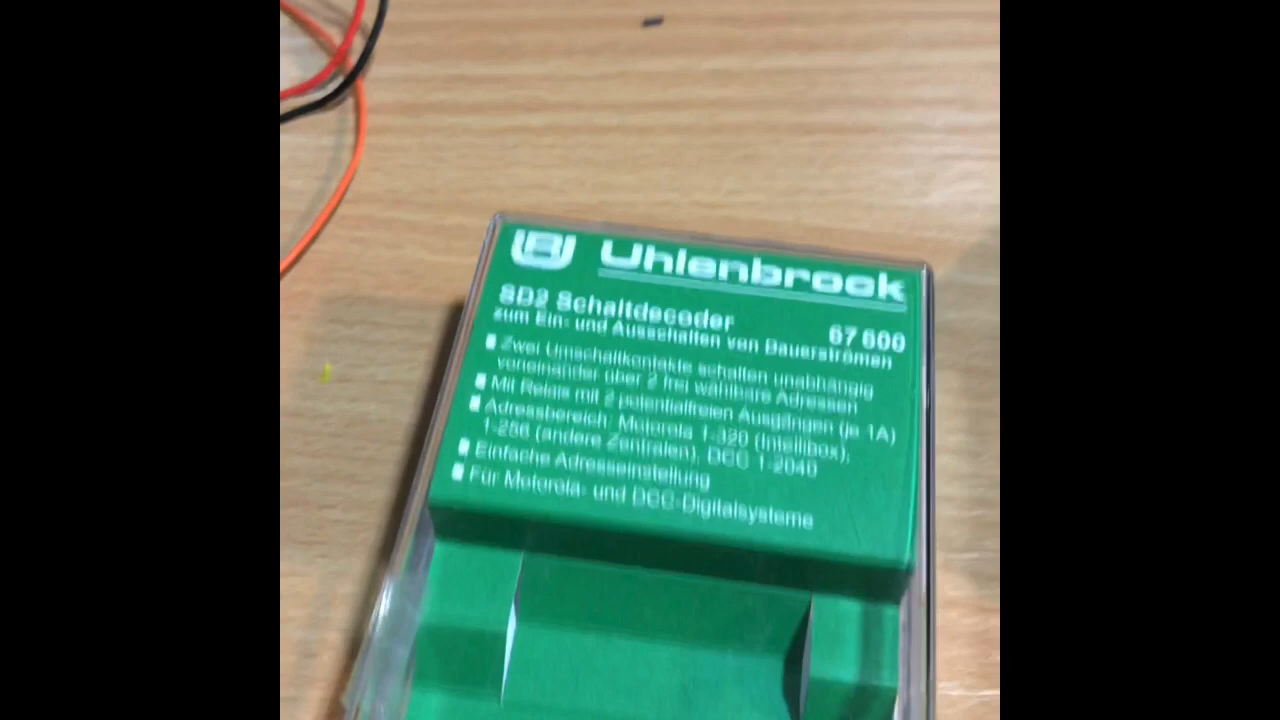 Uhlenbrock
SD2 Schaltdecoder 67 600
zum Ein- und Ausschalten von Dauerströmen
Zwei Umschaltkontakte schalten unabhängig
voneinander über 2 frei wählbare Adressen
Mit Relais mit 2 potentialfreien Ausgängen (je 1A)
Adressbereich: Motorola 1-320 (Intellibox),
1-256 (andere Zentralen), DCC 1-2040
Einfache Adresseinstellung
Für Motorola- und DCC-Digitalsysteme